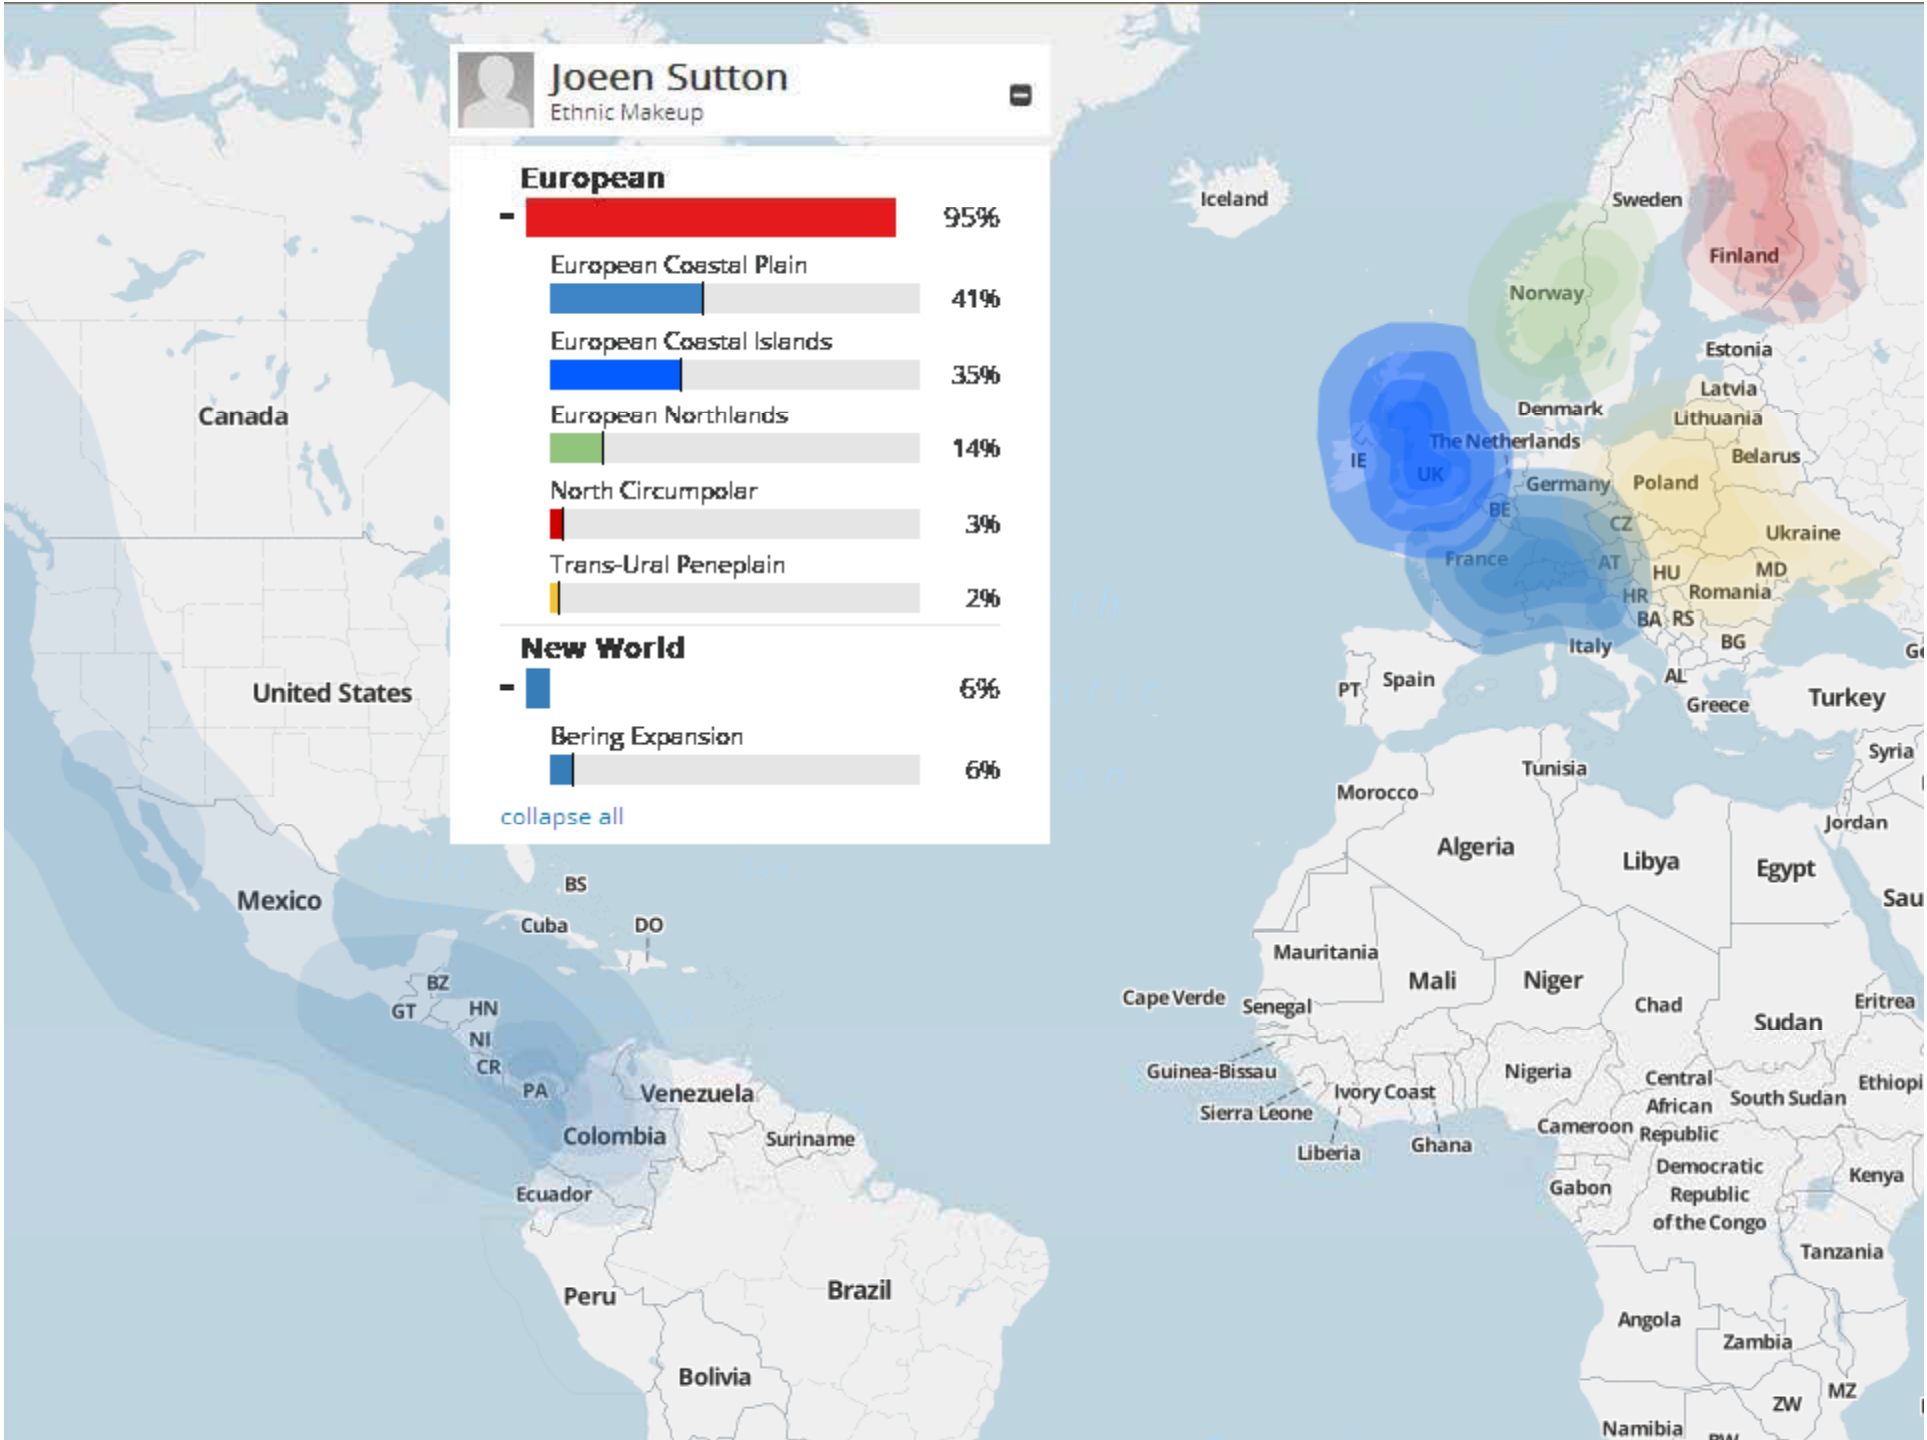 Joeen Sutton
Ethnic Makeup
European
95%
European Coastal Plain
41%
European Coastal Islands
35%
European Northlands
14%
North Circumpolar
3%
Trans-Ural Peneplain
2%
New World
6%
Bering Expansion
6%
collapse all
Canada
United States
Mexico
BS
Cuba
DO
BZ
GT
HN
NI
CR
PA
Venezuela
Colombia
Suriname
Ecuador
Peru
Brazil
Bolivia
Iceland
Sweden
Finland
Norway
Estonia
Latvia
Denmark
Lithuania
The Netherlands
Belarus
IE
UK
Germany
Poland
BE
CZ
Ukraine
France
AT
HU
MD
HR
Romania
BA
RS
Italy
BG
AL
PT
Spain
Greece
Turkey
Syria
Tunisia
Morocco
Jordan
Algeria
Libya
Egypt
Sau
Mauritania
Mali
Niger
Cape Verde
Senegal
Chad
Sudan
Eritrea
Guinea-Bissau
Nigeria
Central
African
Republic
South Sudan
Ethiopi
Ivory Coast
Sierra Leone
Cameroon
Liberia
Ghana
Gabon
Democratic
Republic
of the Congo
Kenya
Tanzania
Angola
Zambia
MZ
ZW
Namibia